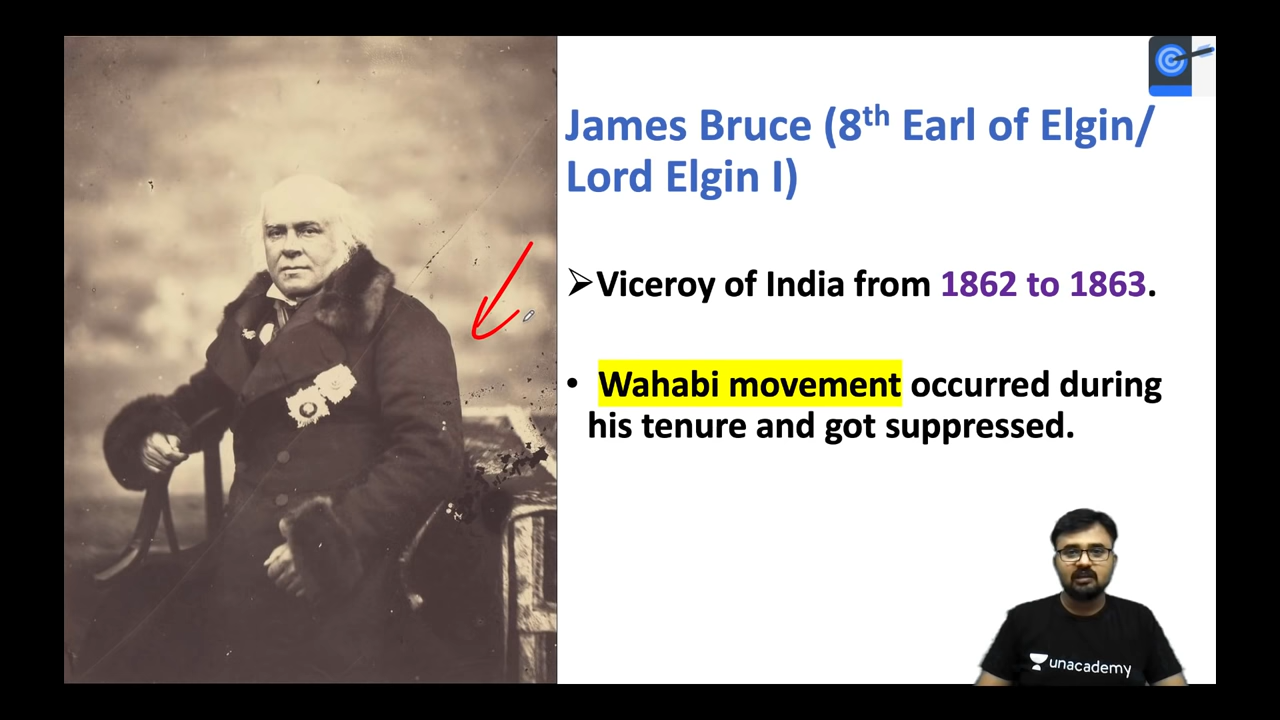 James Bruce (8th Earl of Elgin/
Lord Elgin I)
➢Viceroy of India from 1862 to 1863.
• Wahabi movement occurred during
his tenure and got suppressed.
unacademy